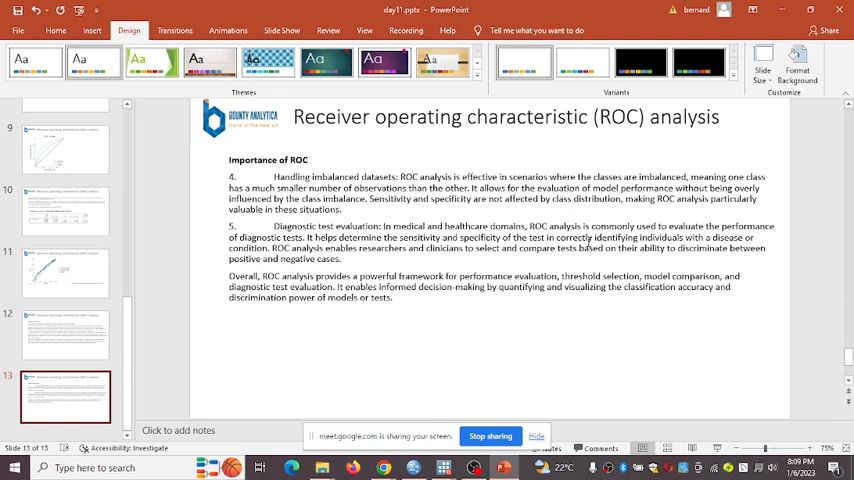 day11.pptx - PowerPoint
bernard
File Home Insert Design Transitions Animations Slide Show Review View Recording Help Tell me what you want to do Share
Aa Aa Aa Aa Aa Aa Aa Aa
Slide Size
Format Background
Themes Variants Customize
9
10
11
12
13
BOUNTY ANALYTICA
Data is the new oil
Receiver operating characteristic (ROC) analysis
Importance of ROC
4. Handling imbalanced datasets: ROC analysis is effective in scenarios where the classes are imbalanced, meaning one class
has a much smaller number of observations than the other. It allows for the evaluation of model performance without being overly
influenced by the class imbalance. Sensitivity and specificity are not affected by class distribution, making ROC analysis particularly
valuable in these situations.
5. Diagnostic test evaluation: In medical and healthcare domains, ROC analysis is commonly used to evaluate the performance
of diagnostic tests. It helps determine the sensitivity and specificity of the test in correctly identifying individuals with a disease or
condition. ROC analysis enables researchers and clinicians to select and compare tests based on their ability to discriminate between
positive and negative cases.
Overall, ROC analysis provides a powerful framework for performance evaluation, threshold selection, model comparison, and
diagnostic test evaluation. It enables informed decision-making by quantifying and visualizing the classification accuracy and
discrimination power of models or tests.
Click to add notes
meet.google.com is sharing your screen. Stop sharing Hide
Slide 13 of 13 Accessibility: Investigate Notes Comments 75%
Type here to search
22°C
8:09 PM
1/6/2023